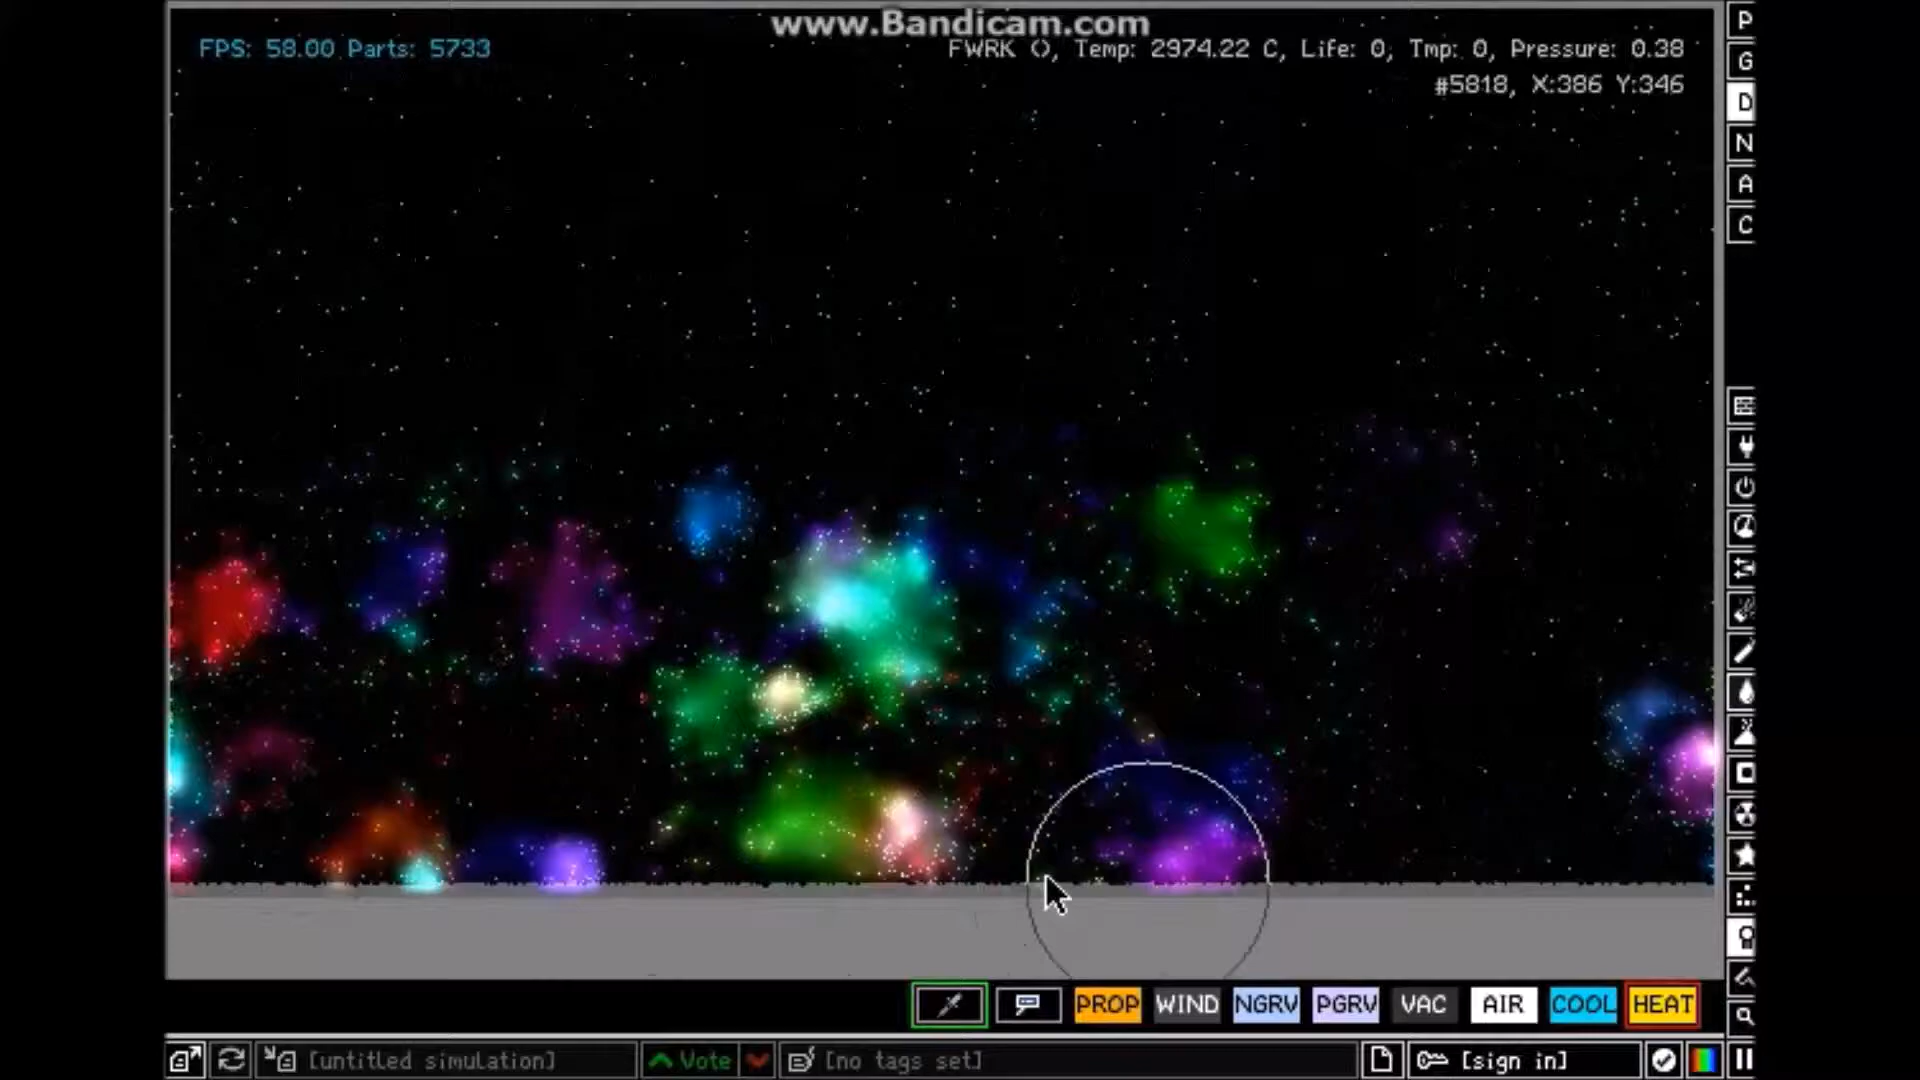 www.Bandicam.com
FPS: 58.00 Parts: 5733
FWRK (), Temp: 2974.22 C, Life: 0, Tmp: 0, Pressure: 0.38
#5818, X:386 Y:346
P
G
D
N
A
C
PROP WIND NGRV PGRV VAC AIR COOL HEAT
[untitled simulation] Vote [no tags set] [sign in]